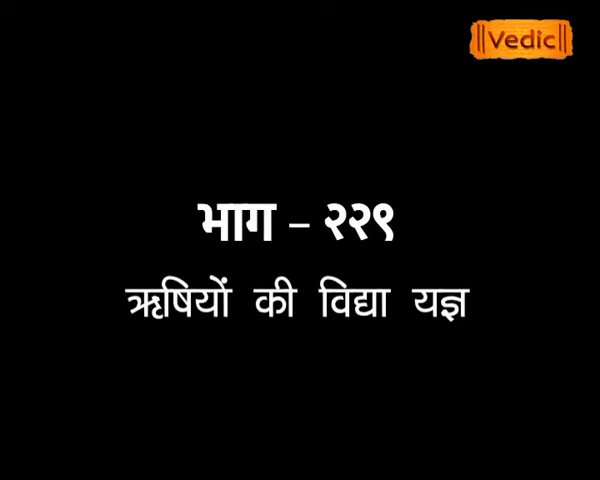 ||Vedic||
भाग – २२९
ऋषियों की विद्या यज्ञ